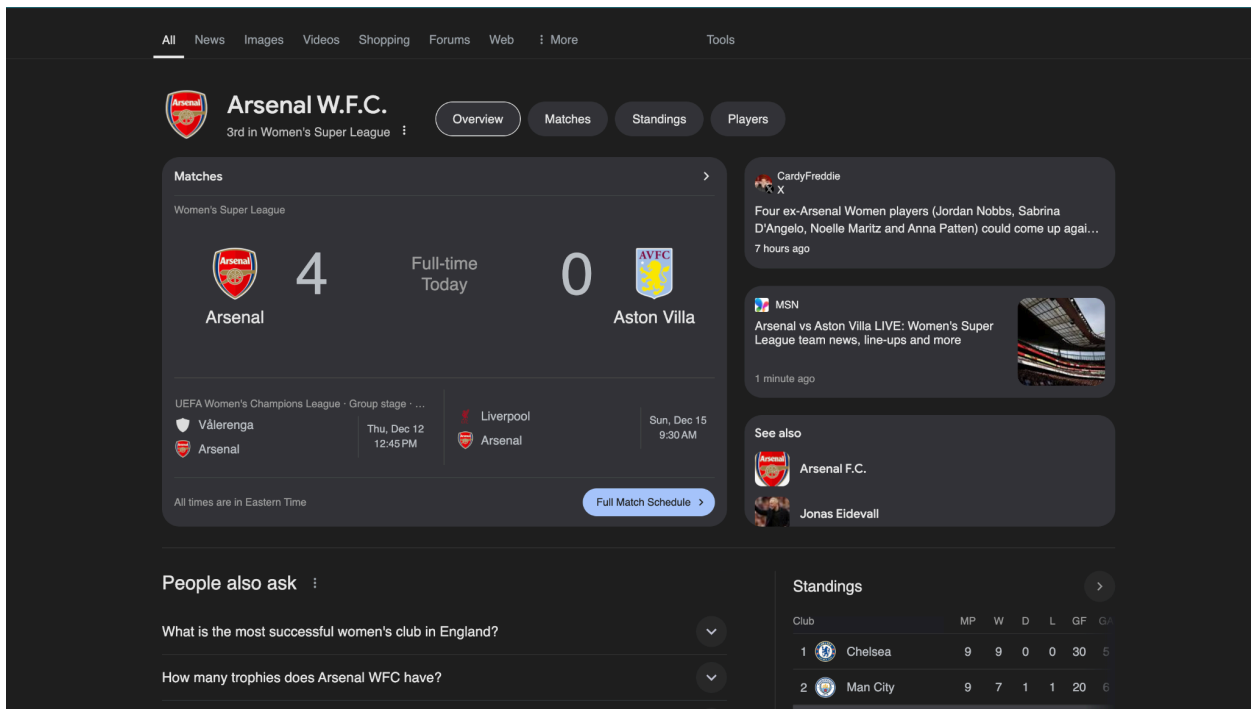 All News Images Videos Shopping Forums Web More Tools
Arsenal W.F.C.
3rd in Women's Super League
Overview Matches Standings Players
Matches
Women's Super League
Arsenal
4
Full-time
Today
0
AVFC
Arsenal
Aston Villa
UEFA Women's Champions League · Group stage · ...
Vålerenga
Arsenal
Thu, Dec 12
12:45 PM
Liverpool
Arsenal
Sun, Dec 15
9:30 AM
All times are in Eastern Time
Full Match Schedule
CardyFreddie
X
Four ex-Arsenal Women players (Jordan Nobbs, Sabrina
D'Angelo, Noelle Maritz and Anna Patten) could come up agai...
7 hours ago
MSN
Arsenal vs Aston Villa LIVE: Women's Super
League team news, line-ups and more
1 minute ago
See also
Arsenal F.C.
Jonas Eidevall
People also ask
What is the most successful women's club in England?
How many trophies does Arsenal WFC have?
Standings
Club MP W D L GF GA
1 Chelsea 9 9 0 0 30 5
2 Man City 9 7 1 1 20 6